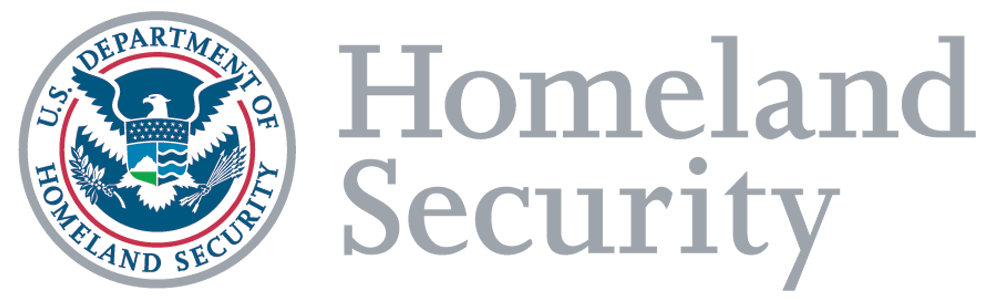 U.S. DEPARTMENT OF
HOMELAND SECURITY
Homeland
Security